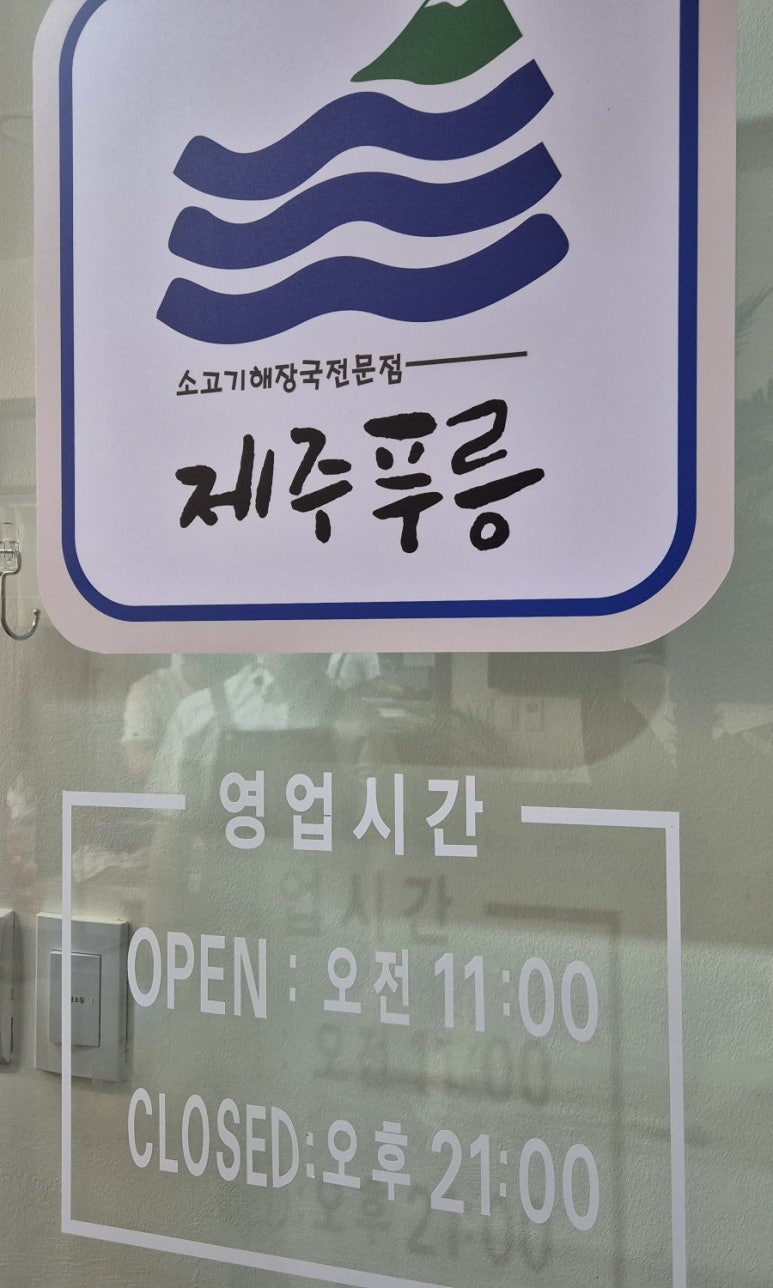 소고기해장국전문점
제주푸릉
영업시간
OPEN : 오전 11:00
CLOSED:오후 21:00